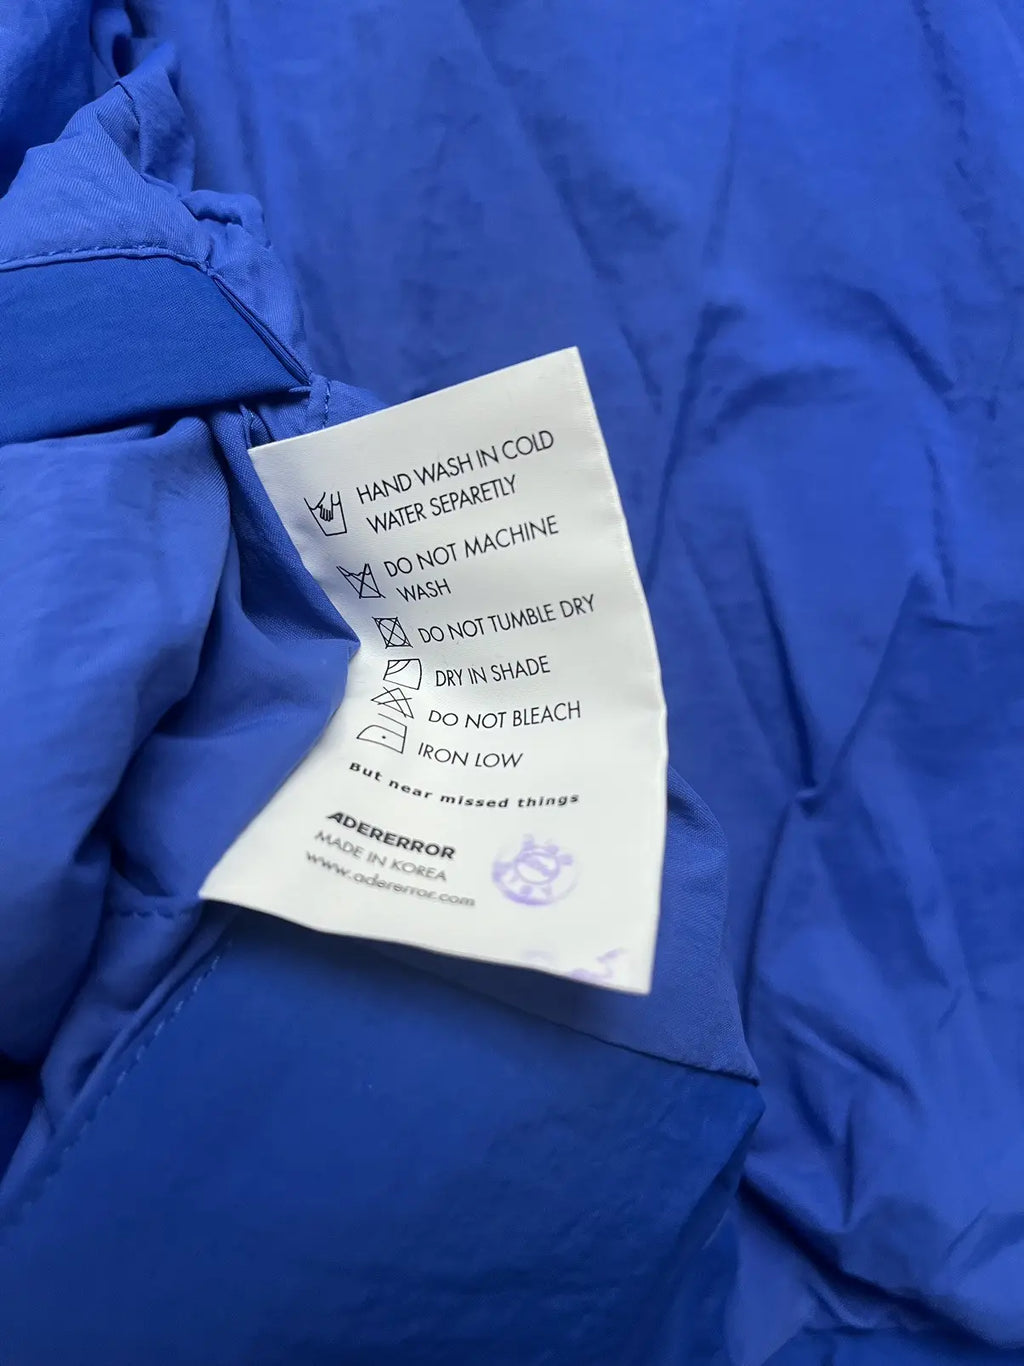 HAND WASH IN COLD
WATER SEPARETLY
DO NOT MACHINE
WASH
DO NOT TUMBLE DRY
DRY IN SHADE
DO NOT BLEACH
IRON LOW
But near missed things
ADERERROR
MADE IN KOREA
www.adererror.com